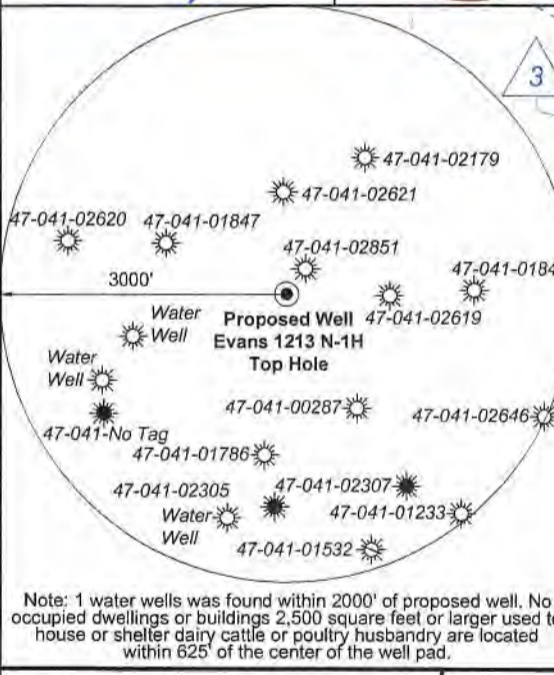 3
47-041-02179
47-041-02621
47-041-02620 47-041-01847
47-041-02851
47-041-0184
3000'
47-041-02619
Water
Well
Proposed Well
Evans 1213 N-1H
Top Hole
Water
Well
47-041-No Tag
47-041-00287
47-041-02646
47-041-01786
47-041-02305
47-041-02307
47-041-01233
Water
Well
47-041-01532
Note: 1 water wells was found within 2000' of proposed well. No
occupied dwellings or buildings 2,500 square feet or larger used to
house or shelter dairy cattle or poultry husbandry are located
within 625' of the center of the well pad.